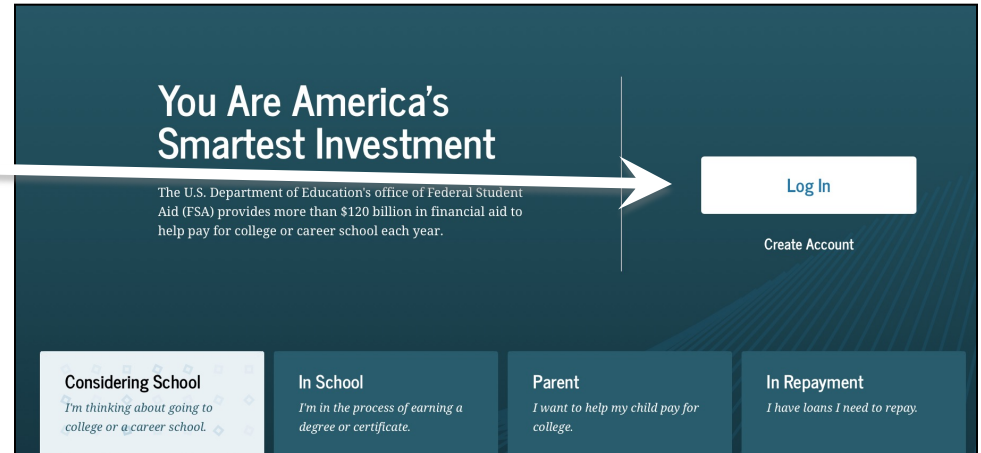 You Are America's
Smartest Investment
The U.S. Department of Education's office of Federal Student
Aid (FSA) provides more than $120 billion in financial aid to
help pay for college or career school each year.
Log In
Create Account
Considering School
I'm thinking about going to
college or a career school.
In School
I'm in the process of earning a
degree or certificate.
Parent
I want to help my child pay for
college.
In Repayment
I have loans I need to repay.